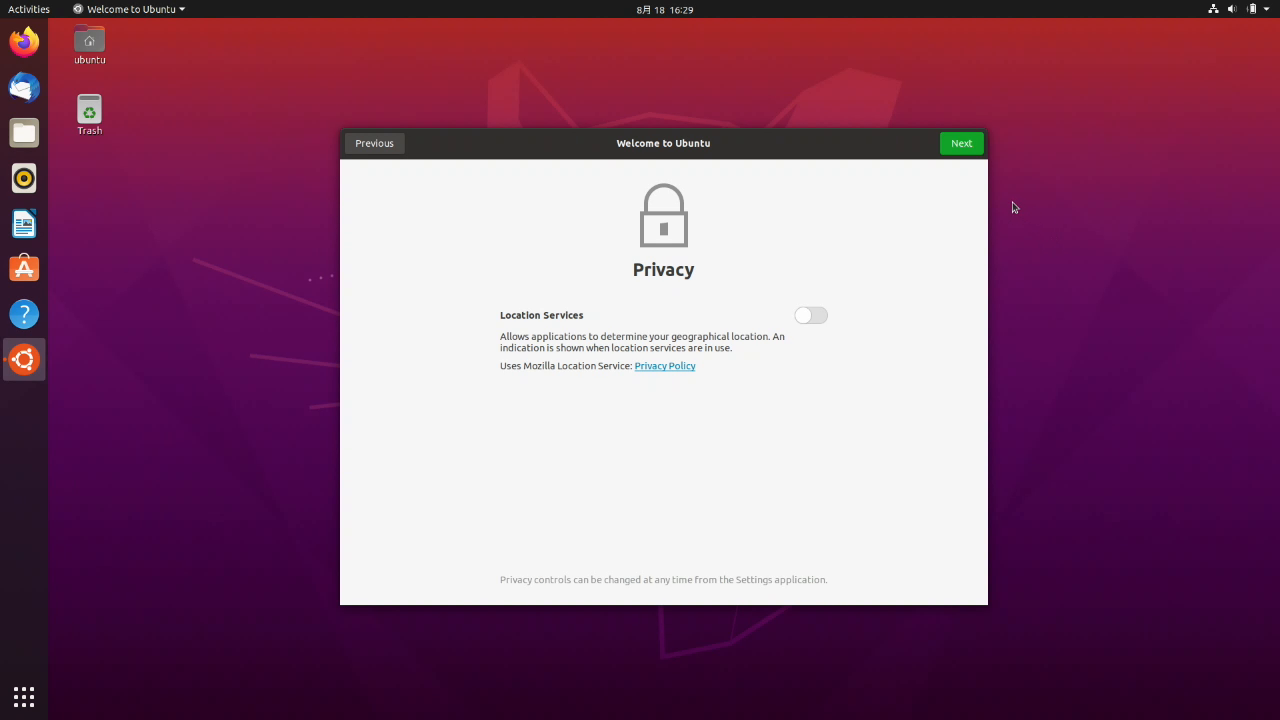 Activities
Welcome to Ubuntu
8月 18 16:29
ubuntu
Trash
Previous
Welcome to Ubuntu
Next
Privacy
Location Services
Allows applications to determine your geographical location. An
indication is shown when location services are in use.
Uses Mozilla Location Service: Privacy Policy
Privacy controls can be changed at any time from the Settings application.